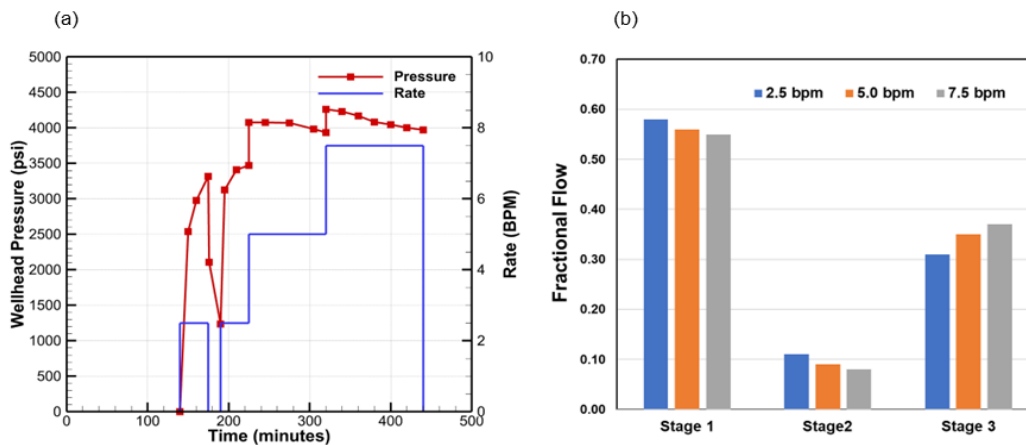 (a)
5000
4500
4000
3500
3000
2500
2000
1500
1000
500
0
Wellhead Pressure (psi)
Pressure
Rate
10
8
6
4
2
0
Rate (BPM)
0 100 200 300 400 500
Time (minutes)
(b)
0.70
0.60
0.50
0.40
0.30
0.20
0.10
0.00
Fractional Flow
2.5 bpm 5.0 bpm 7.5 bpm
Stage 1 Stage2 Stage 3